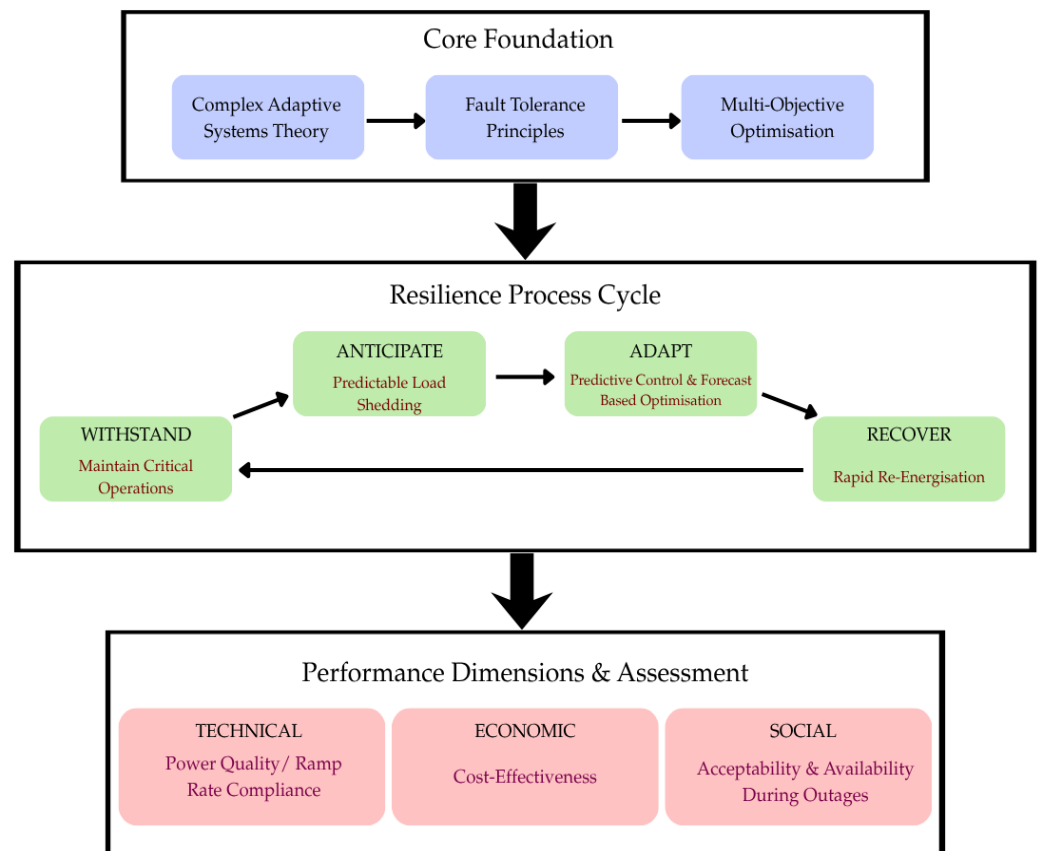 Core Foundation
Complex Adaptive
Systems Theory
Fault Tolerance
Principles
Multi-Objective
Optimisation
Resilience Process Cycle
ANTICIPATE
Predictable Load
Shedding
ADAPT
Predictive Control & Forecast
Based Optimisation
WITHSTAND
Maintain Critical
Operations
RECOVER
Rapid Re-Energisation
Performance Dimensions & Assessment
TECHNICAL
Power Quality/ Ramp
Rate Compliance
ECONOMIC
Cost-Effectiveness
SOCIAL
Acceptability & Availability
During Outages